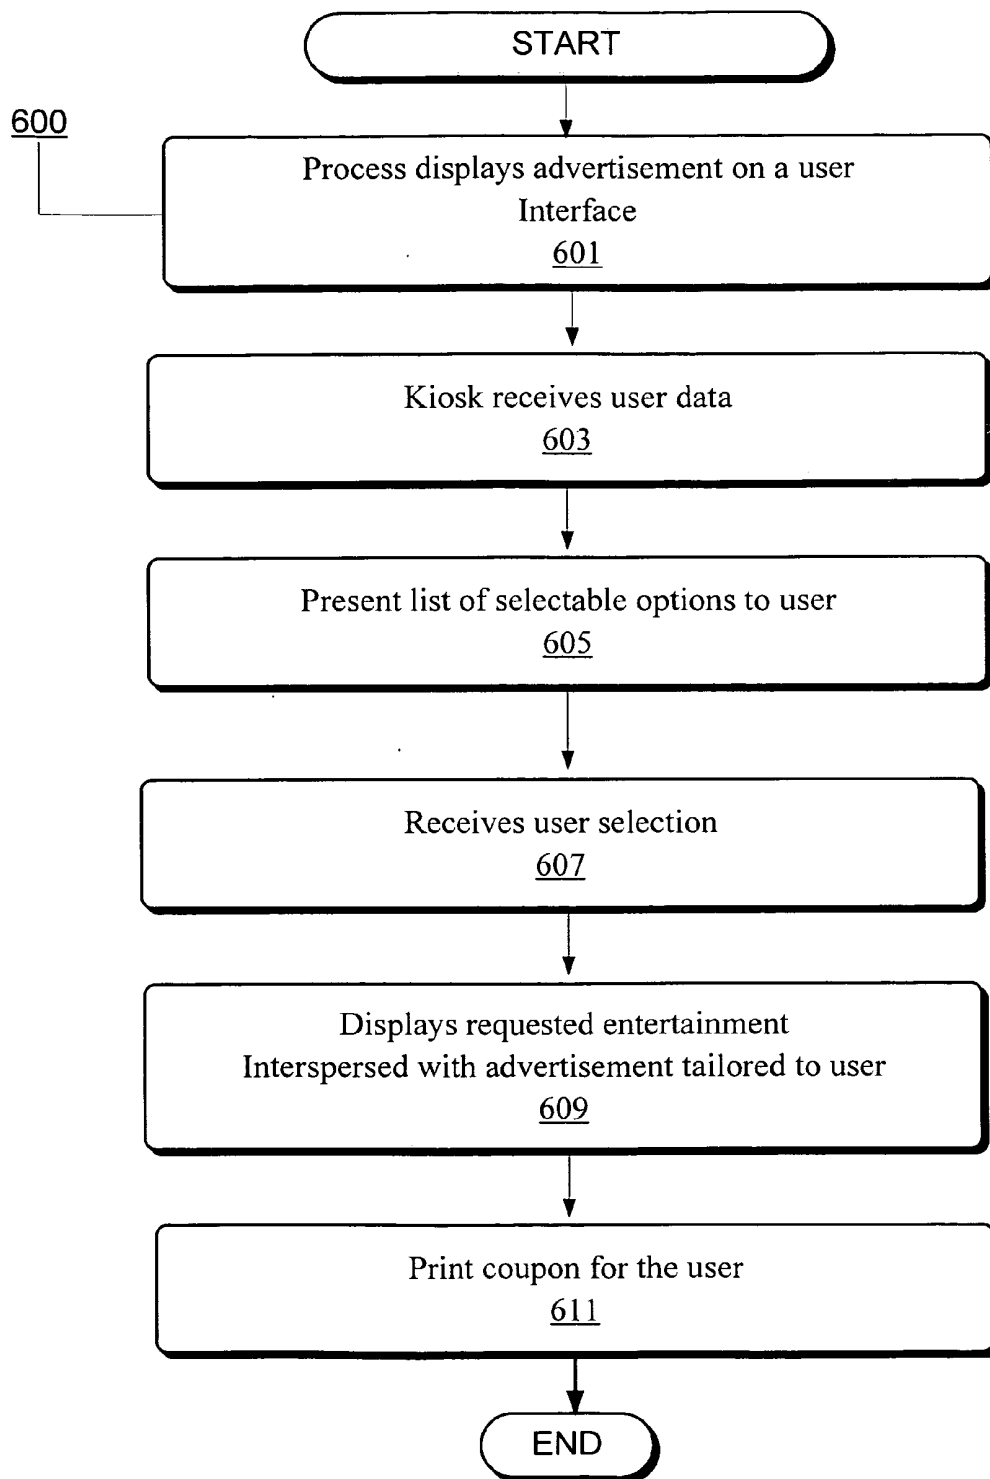 START
600
Process displays advertisement on a user
Interface
601
Kiosk receives user data
603
Present list of selectable options to user
605
Receives user selection
607
Displays requested entertainment
Interspersed with advertisement tailored to user
609
Print coupon for the user
611
END